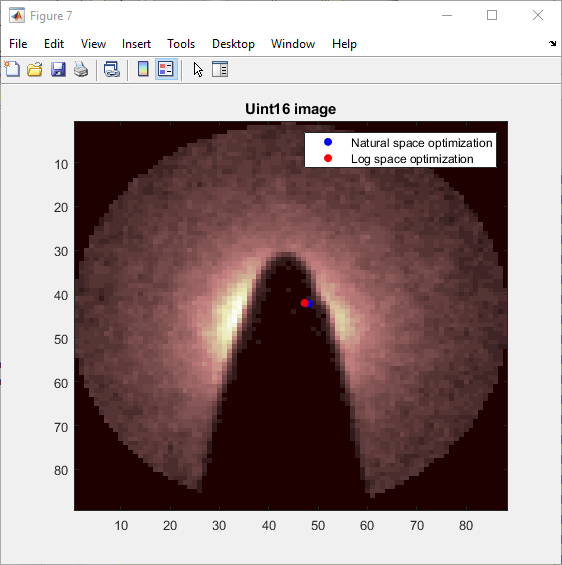 Figure 7
File Edit View Insert Tools Desktop Window Help
Uint16 image
Natural space optimization
Log space optimization
10
20
30
40
50
60
70
80
10 20 30 40 50 60 70 80